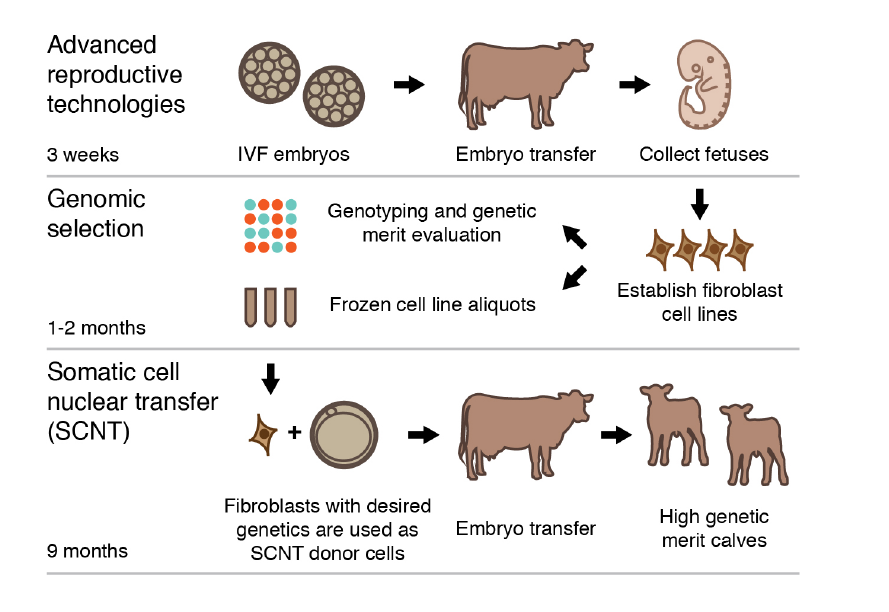 Advanced
reproductive
technologies
3 weeks
IVF embryos
Embryo transfer
Collect fetuses
Genomic
selection
1-2 months
Genotyping and genetic
merit evaluation
Frozen cell line aliquots
Establish fibroblast
cell lines
Somatic cell
nuclear transfer
(SCNT)
9 months
+
Fibroblasts with desired
genetics are used as
SCNT donor cells
Embryo transfer
High genetic
merit calves